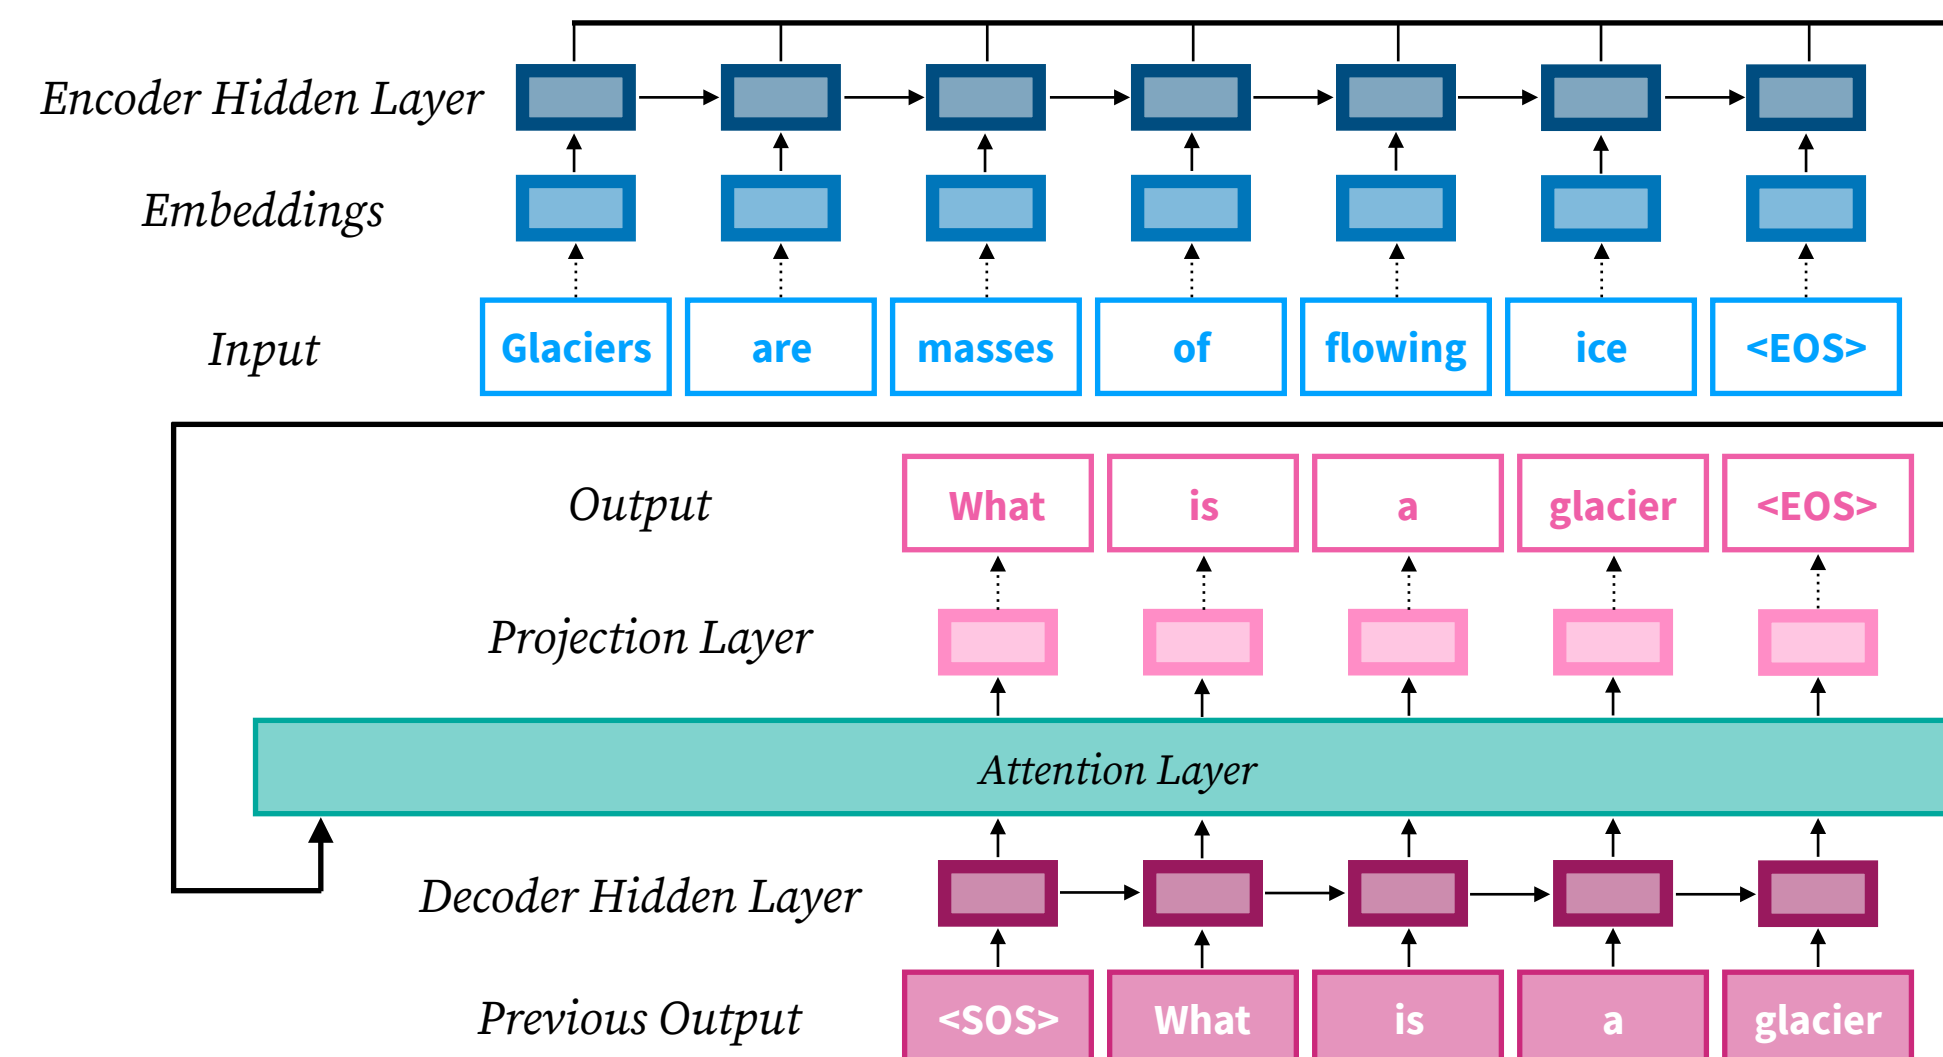 Encoder Hidden Layer
Embeddings
Input Glaciers are masses of flowing ice <EOS>
Output What is a glacier <EOS>
Projection Layer
Attention Layer
Decoder Hidden Layer
Previous Output <SOS> What is a glacier